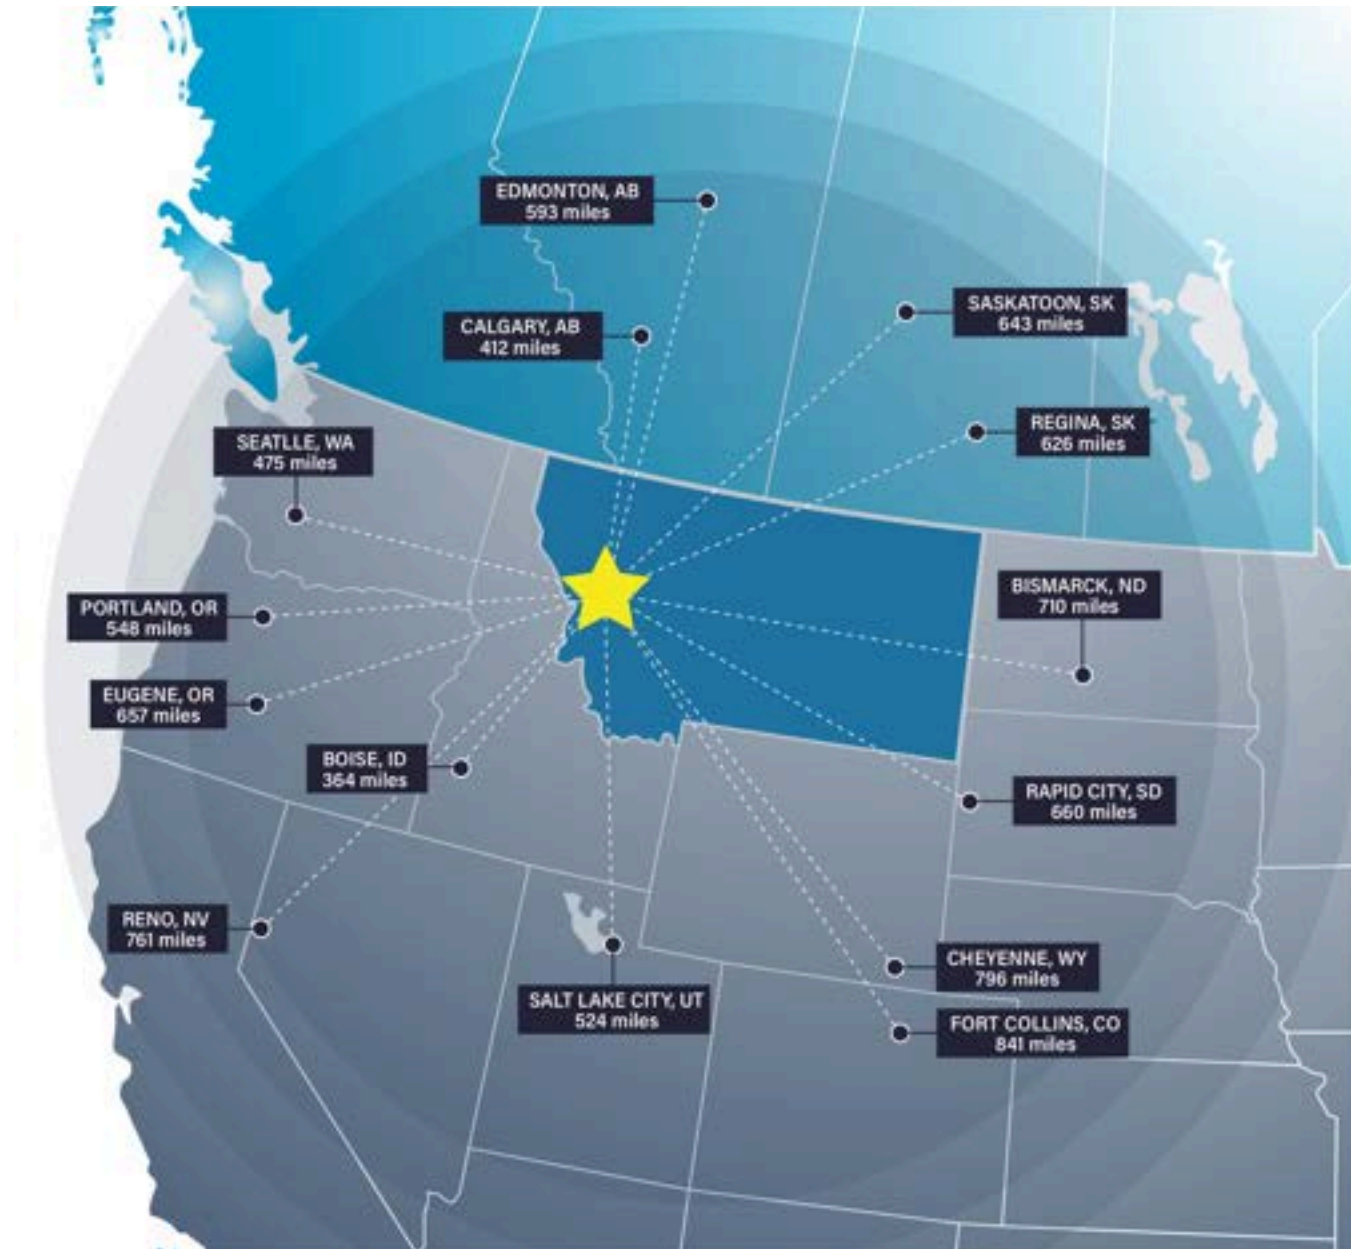 EDMONTON, AB
593 miles
SASKATOON, SK
643 miles
CALGARY, AB
412 miles
REGINA, SK
626 miles
SEATLLE, WA
475 miles
BISMARCK, ND
710 miles
PORTLAND, OR
548 miles
EUGENE, OR
657 miles
BOISE, ID
364 miles
RAPID CITY, SD
660 miles
RENO, NV
761 miles
CHEYENNE, WY
796 miles
SALT LAKE CITY, UT
524 miles
FORT COLLINS, CO
841 miles